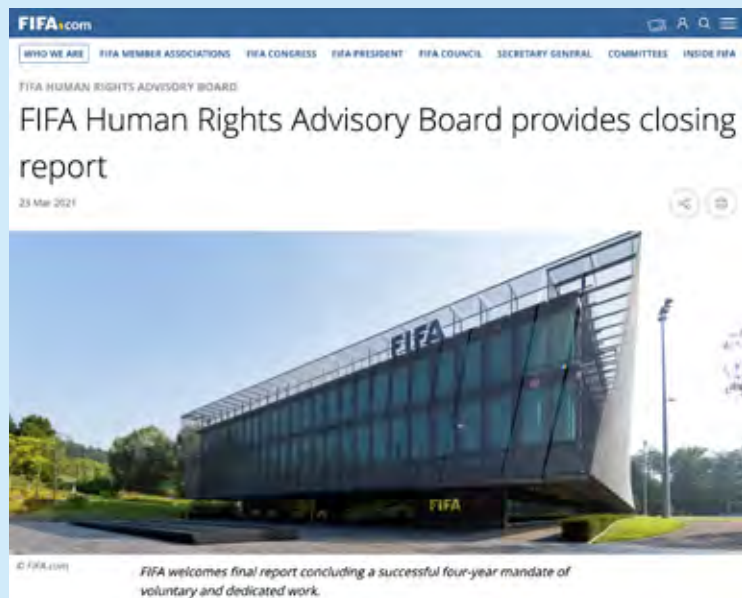 FIFA.com
WHO WE ARE FIFA MEMBER ASSOCIATIONS FIFA CONGRESS FIFA PRESIDENT FIFA COUNCIL SECRETARY GENERAL COMMITTEES INSIDE FIFA
FIFA HUMAN RIGHTS ADVISORY BOARD
FIFA Human Rights Advisory Board provides closing
report
23 Mar 2021
FIFA
FIFA
© FIFA.com
FIFA welcomes final report concluding a successful four-year mandate of
voluntary and dedicated work.